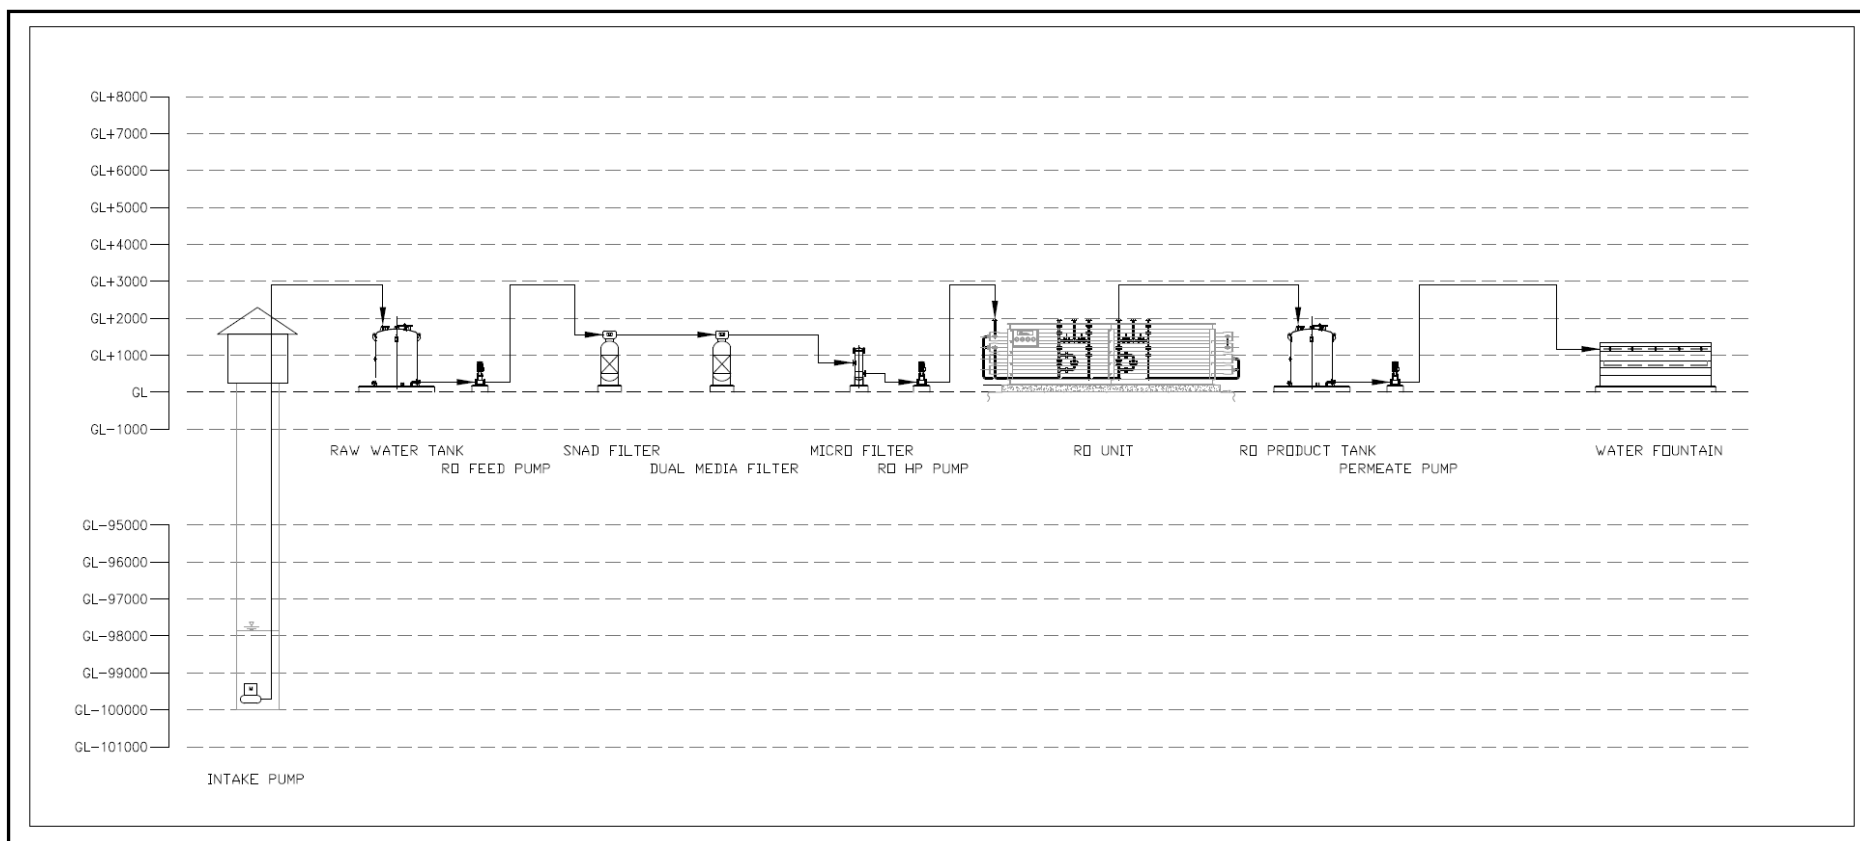 GL+8000
GL+7000
GL+6000
GL+5000
GL+4000
GL+3000
GL+2000
GL+1000
GL
GL-1000
RAW WATER TANK
RO FEED PUMP
SNAD FILTER
DUAL MEDIA FILTER
MICRO FILTER
RO HP PUMP
RO UNIT
RO PRODUCT TANK
PERMEATE PUMP
WATER FOUNTAIN
GL-95000
GL-96000
GL-97000
GL-98000
GL-99000
GL-100000
GL-101000
INTAKE PUMP